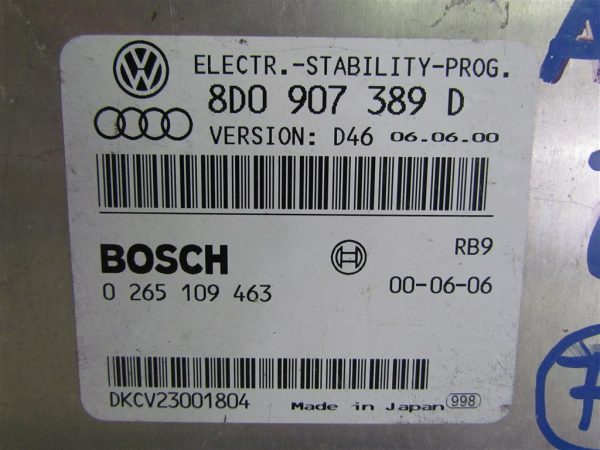 ELECTR.-STABILITY-PROG.
8D0 907 389 D
VERSION: D46 06.06.00
BOSCH
RB9
0 265 109 463
00-06-06
DKCV23001804
Made in Japan 998
7